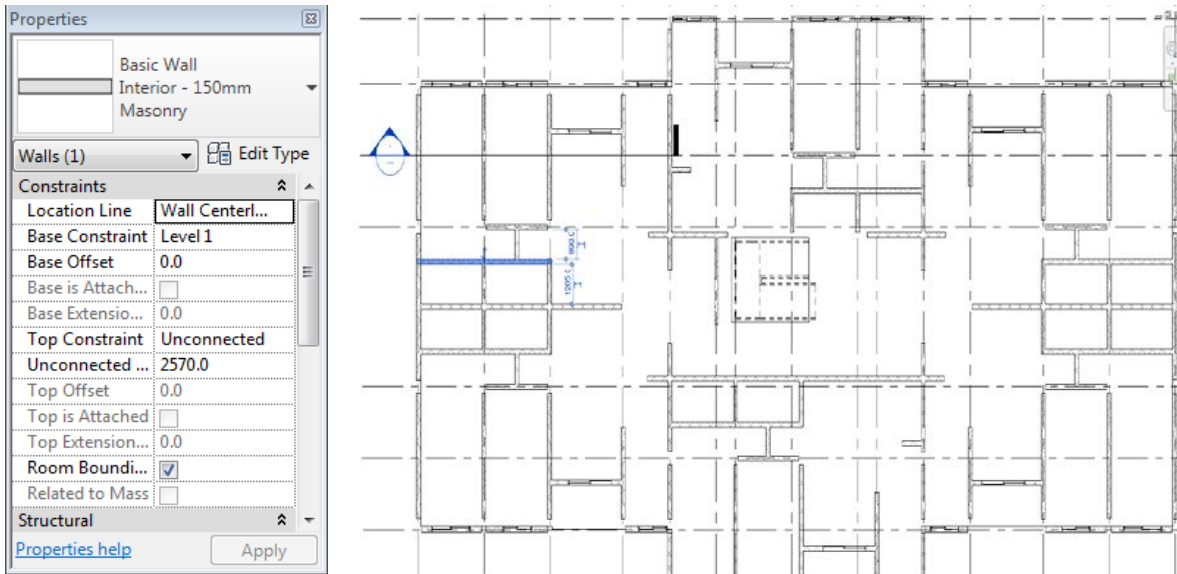 Properties
Basic Wall
Interior - 150mm
Masonry
Walls (1)
Edit Type
Constraints
Location Line Wall Centerl...
Base Constraint Level 1
Base Offset 0.0
Base is Attach...
Base Extensio... 0.0
Top Constraint Unconnected
Unconnected ... 2570.0
Top Offset 0.0
Top is Attached
Top Extension... 0.0
Room Boundi...
Related to Mass
Structural
Properties help
Apply